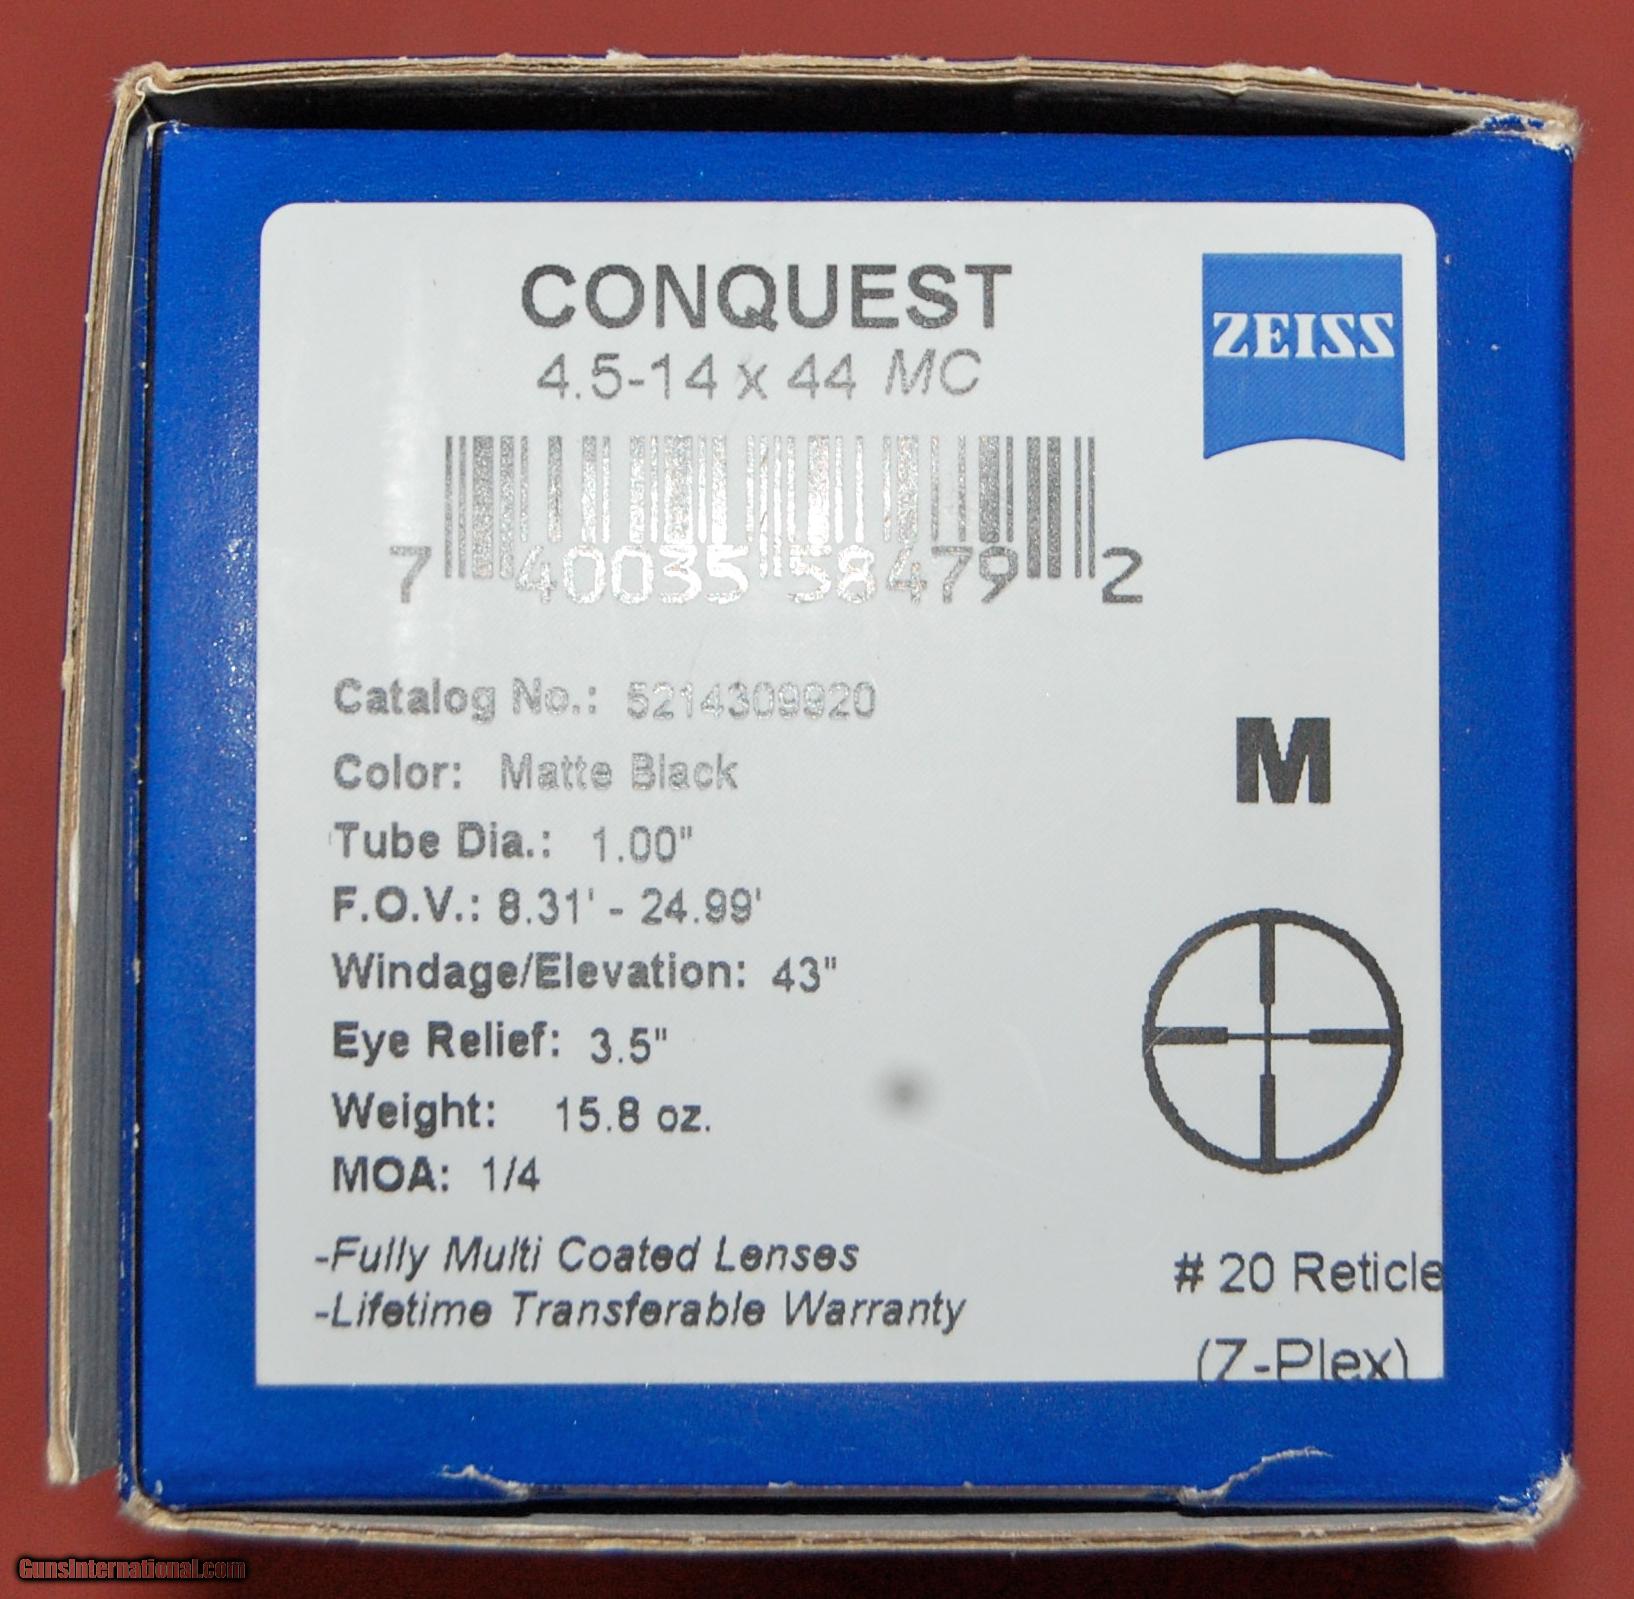 CONQUEST
4.5-14 x 44 MC
ZEISS
7 40035 58479 2
Catalog No.: 5214309920
Color: Matte Black
Tube Dia.: 1.00"
F.O.V.: 8.31' - 24.99'
Windage/Elevation: 43"
Eye Relief: 3.5"
Weight: 15.8 oz.
MOA: 1/4
-Fully Multi Coated Lenses
-Lifetime Transferable Warranty
M
# 20 Reticle
(Z-Plex)
GunsInternational.com